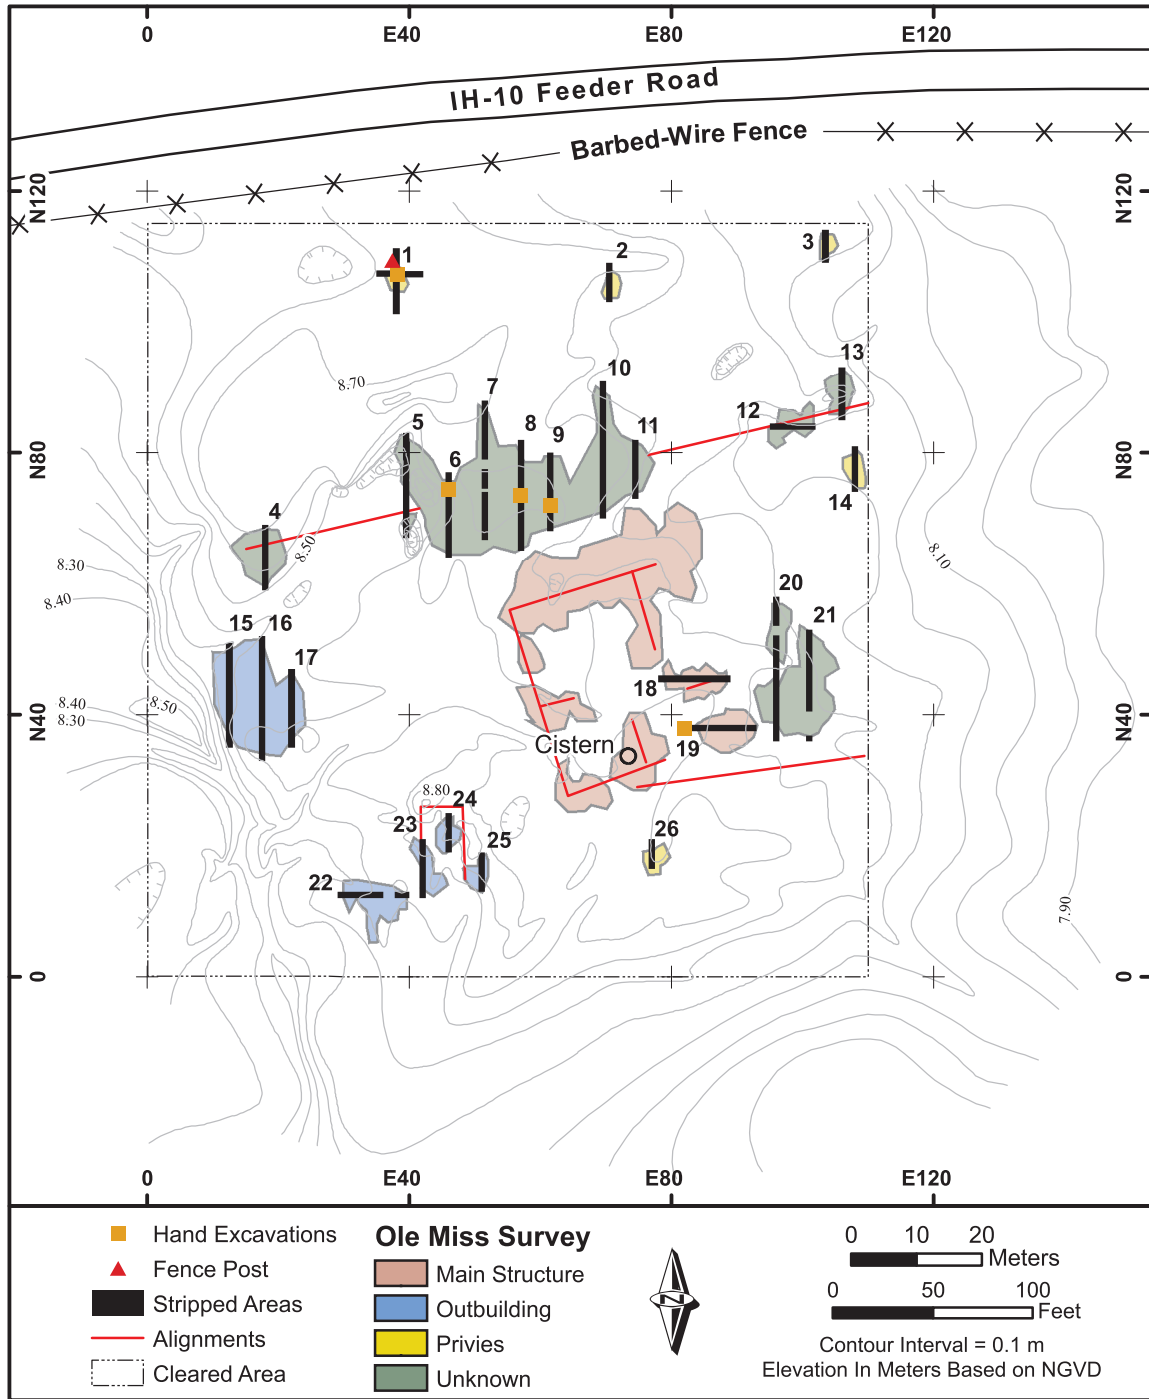 0 E40 E80 E120
IH-10 Feeder Road
Barbed-Wire Fence
N120 N120
1 2 3
8.70
13
10
7
12
5 8 9 11
6
14
N80 N80
4
8.50
8.30
8.40
8.10
20
15 16 21
17
18
8.50
8.40
8.30
N40 N40
Cistern 19
8.80
24
23 25 26
22
7.90
0 0
0 E40 E80 E120
Hand Excavations
Fence Post
Stripped Areas
Alignments
Cleared Area
Ole Miss Survey
Main Structure
Outbuilding
Privies
Unknown
N
0 10 20
Meters
0 50 100
Feet
Contour Interval = 0.1 m
Elevation In Meters Based on NGVD